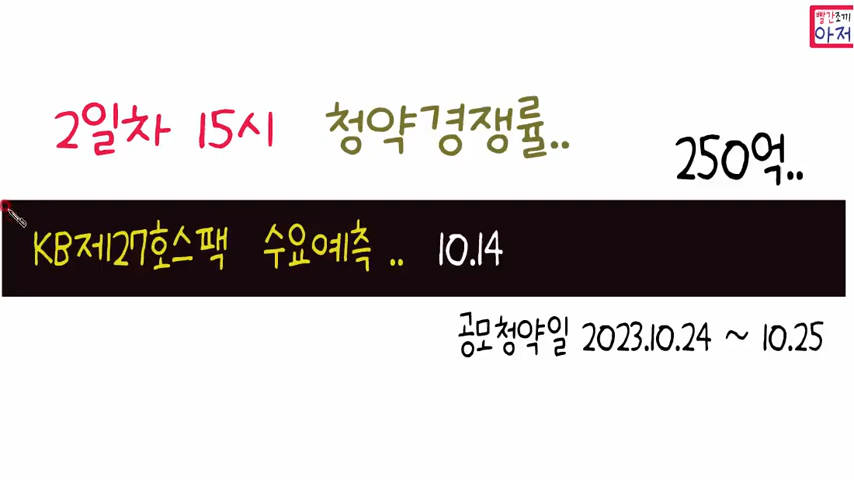 빨간조끼
아저
2일차 15시 청약경쟁률..
250억..
KB제27호스팩 수요예측 .. 10.14
공모청약일 2023.10.24 ~ 10.25